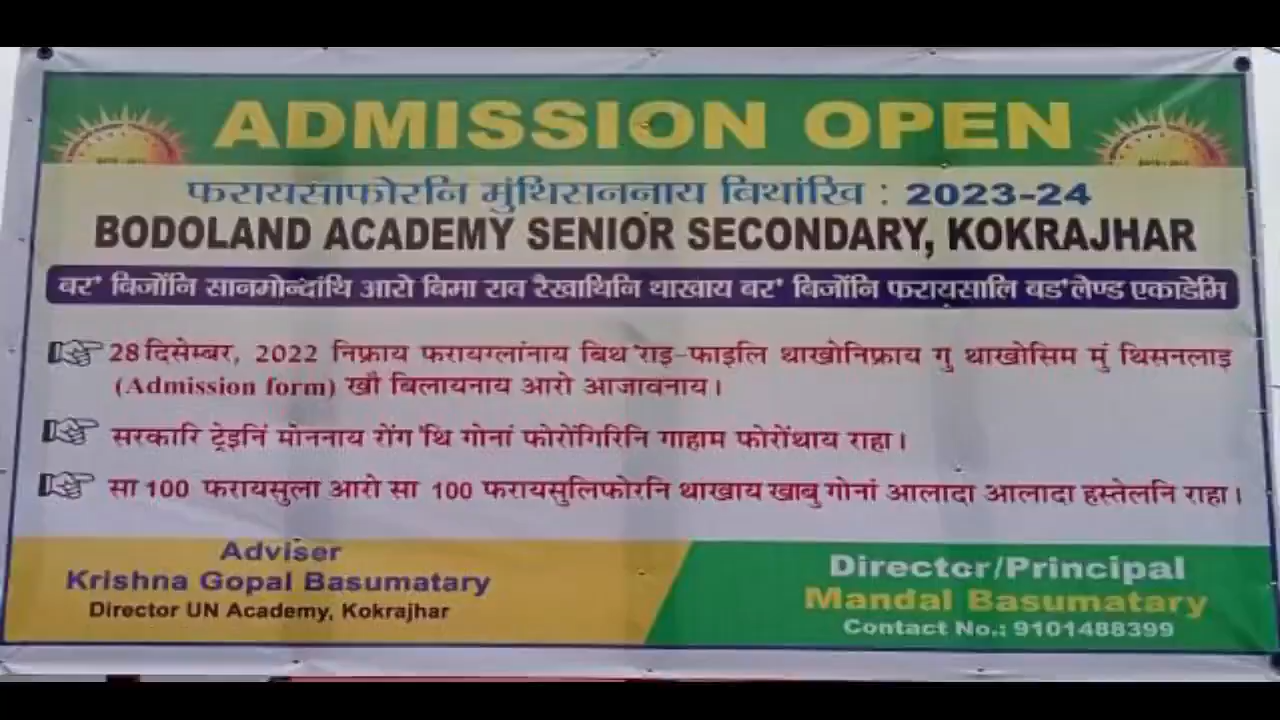 ADMISSION OPEN
फरायसाफोरनि मुंथिराननाय बिथांखि : 2023-24
BODOLAND ACADEMY SENIOR SECONDARY, KOKRAJHAR
बर' बिजोंनि सानमोन्दांथि आरो बिमा राव रैखाथिनि थाखाय बर' बिजोंनि फरायसालि बड'लेण्ड एकाडेमि
28 दिसेम्बर, 2022 निफ्राय फरायग्लांनाय बिथ'राइ-फाइलि थाखोनिफ्राय गु थाखोसिम मुं थिसनलाइ
(Admission form) खौ बिलायनाय आरो आजावनाय।
सरकारि ट्रेइनिं मोननाय रोंग'थि गोनां फोरोंगिरिनि गाहाम फोरोंथाय राहा।
सा 100 फरायसुला आरो सा 100 फरायसुलिफोरनि थाखाय खाबु गोनां आलादा आलादा हस्तेलनि राहा।
Adviser
Krishna Gopal Basumatary
Director UN Academy, Kokrajhar
Director/Principal
Mandal Basumatary
Contact No.: 9101488399